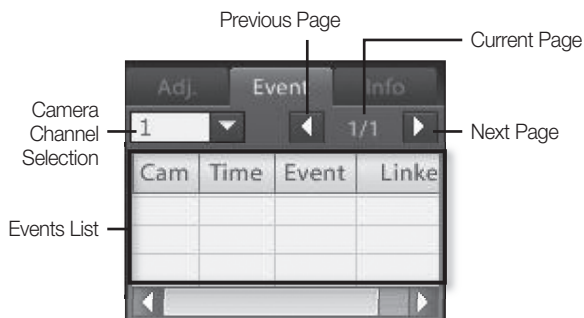 Previous Page
Current Page
Adj.
Event
Info
Camera
Channel
Selection
1
1/1
Next Page
Cam Time Event Linke
Events List